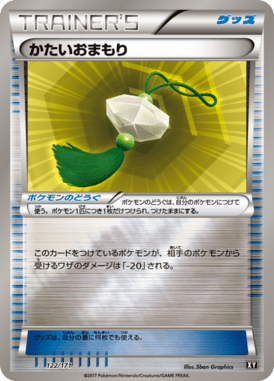 TRAINER'S
グッズ
かたいおまもり
ポケモンのどうぐ
ポケモンのどうぐは、自分のポケモンにつけて
使う。ポケモン1匹につき1枚だけつけられ、つけたままにする。
このカードをつけているポケモンが、相手のポケモンから
受けるワザのダメージは「-20」される。
グッズは、自分の番に何枚でも使える。
122/171
XY
Illus.5ban Graphics
©2017 Pokémon/Nintendo/Creatures/GAME FREAK.